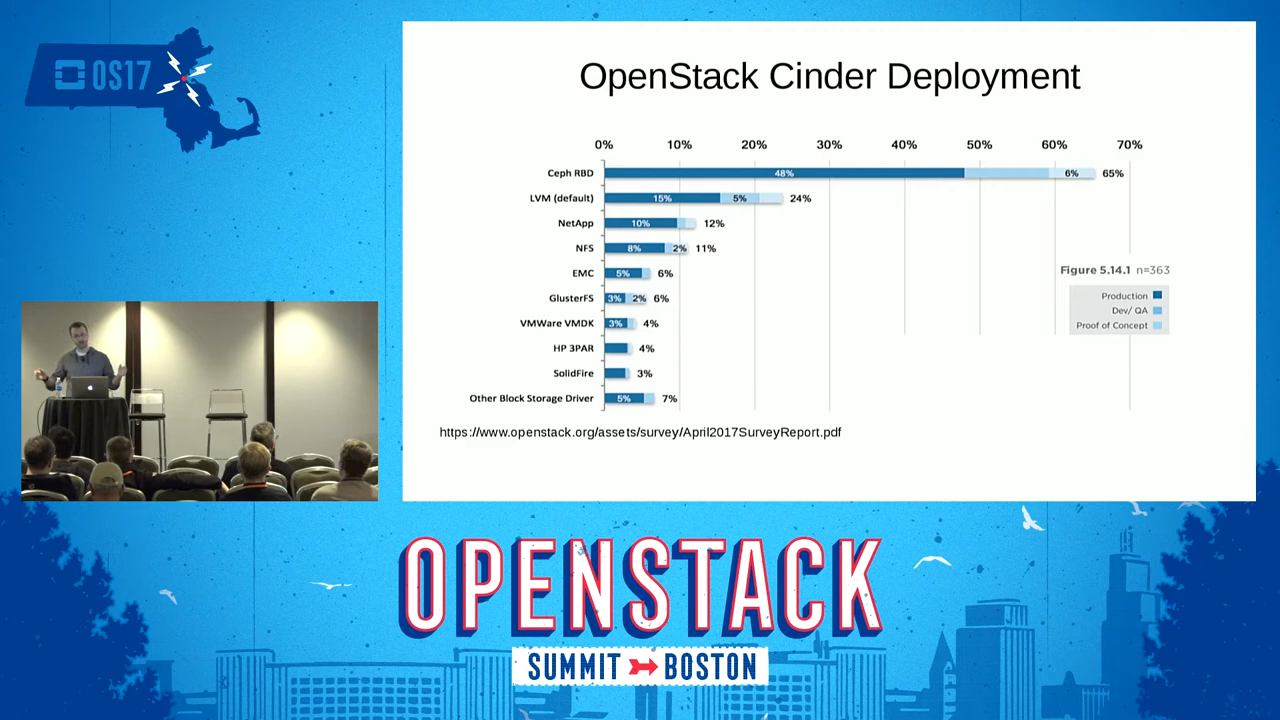 OS17
OpenStack Cinder Deployment
0% 10% 20% 30% 40% 50% 60% 70%
Ceph RBD 48% 6% 65%
LVM (default) 15% 5% 24%
NetApp 10% 12%
NFS 8% 2% 11%
EMC 5% 6%
GlusterFS 3% 2% 6%
VMWare VMDK 3% 4%
HP 3PAR 4%
SolidFire 3%
Other Block Storage Driver 5% 7%
Figure 5.14.1 n=363
Production
Dev/ QA
Proof of Concept
https://www.openstack.org/assets/survey/April2017SurveyReport.pdf
OPENSTACK
SUMMIT BOSTON